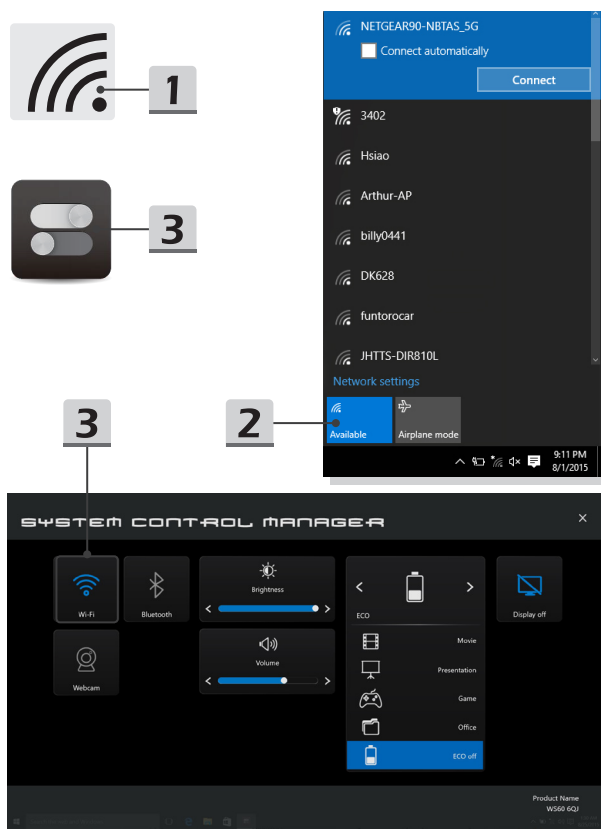 1
3
NETGEAR90-NBTAS_5G
Connect automatically
Connect
3402
Hsiao
Arthur-AP
billy0441
DK628
funtorocar
JHTTS-DIR810L
Network settings
Available
Airplane mode
2
9:11 PM
8/1/2015
3
SYSTEM CONTROL MANAGER
Wi-Fi
Bluetooth
Brightness
Volume
Webcam
ECO
Movie
Presentation
Game
Office
ECO off
Display off
Product Name
WS60 6QJ